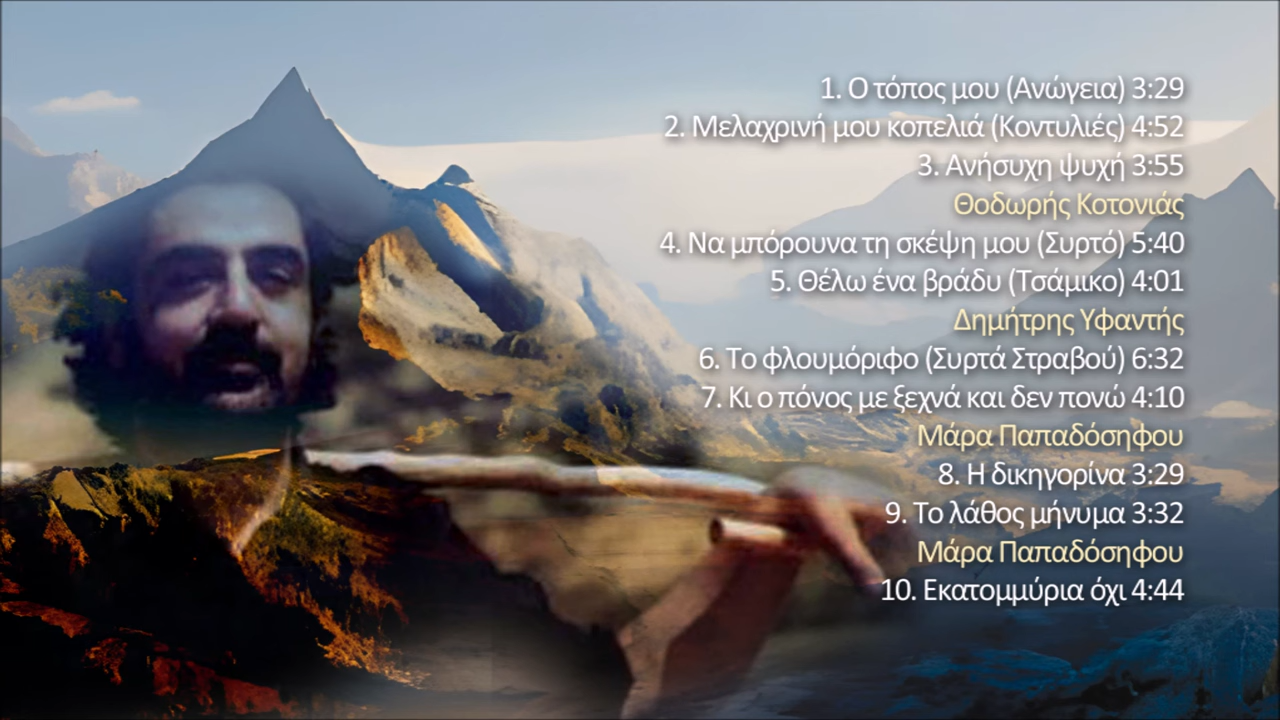 1. Ο τόπος μου (Ανώγεια) 3:29
2. Μελαχρινή μου κοπελιά (Κοντυλιές) 4:52
3. Ανήσυχη ψυχή 3:55
Θοδωρής Κοτονιάς
4. Να μπόρουνα τη σκέψη μου (Συρτό) 5:40
5. Θέλω ένα βράδυ (Τσάμικο) 4:01
Δημήτρης Υφαντής
6. Το φλουμόριφο (Συρτά Στραβού) 6:32
7. Κι ο πόνος με ξεχνά και δεν πονώ 4:10
Μάρα Παπαδόσηφου
8. Η δικηγορίνα 3:29
9. Το λάθος μήνυμα 3:32
Μάρα Παπαδόσηφου
10. Εκατομμύρια όχι 4:44